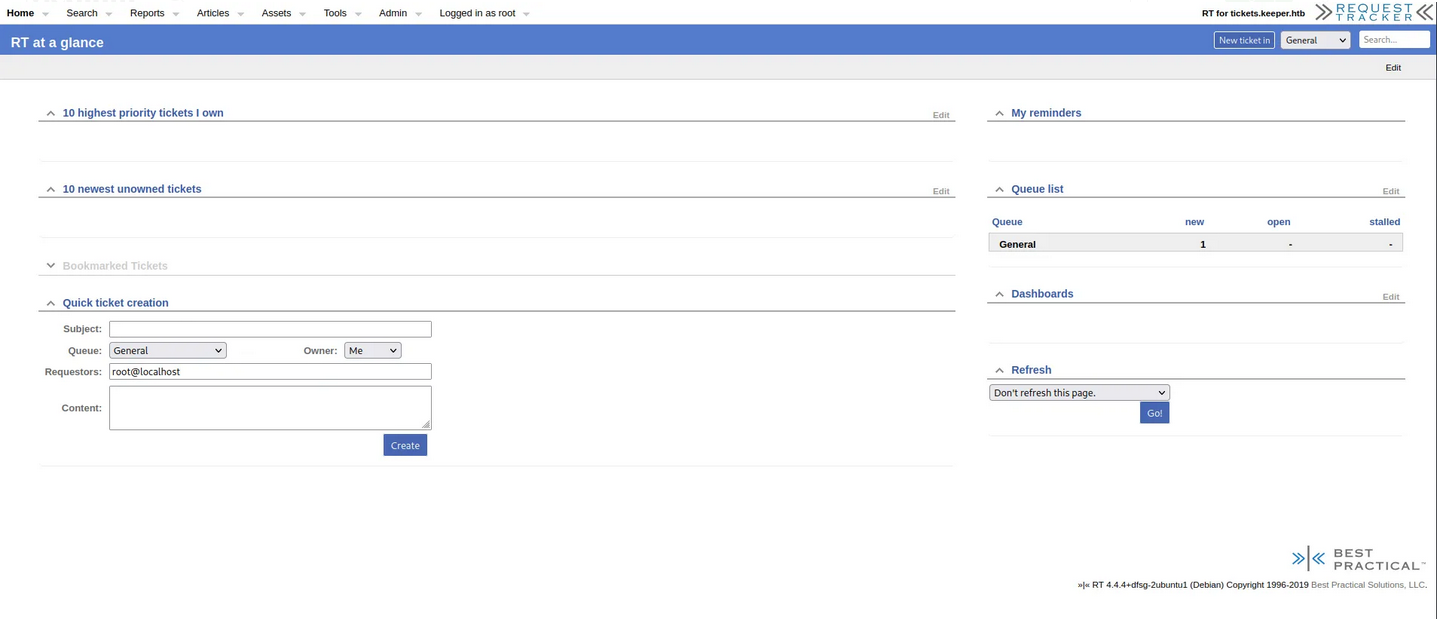 Home Search Reports Articles Assets Tools Admin Logged in as root RT for tickets.keeper.htb REQUEST TRACKER
RT at a glance New ticket in General Search...
Edit
10 highest priority tickets I own Edit
My reminders
10 newest unowned tickets Edit
Queue list Edit
Queue new open stalled
General 1 - -
Bookmarked Tickets
Dashboards Edit
Quick ticket creation
Subject:
Queue: General Owner: Me
Requestors: root@localhost
Content:
Create
Refresh
Don't refresh this page.
Go!
»|« BEST PRACTICAL™
»|« RT 4.4.4+dfsg-2ubuntu1 (Debian) Copyright 1996-2019 Best Practical Solutions, LLC.